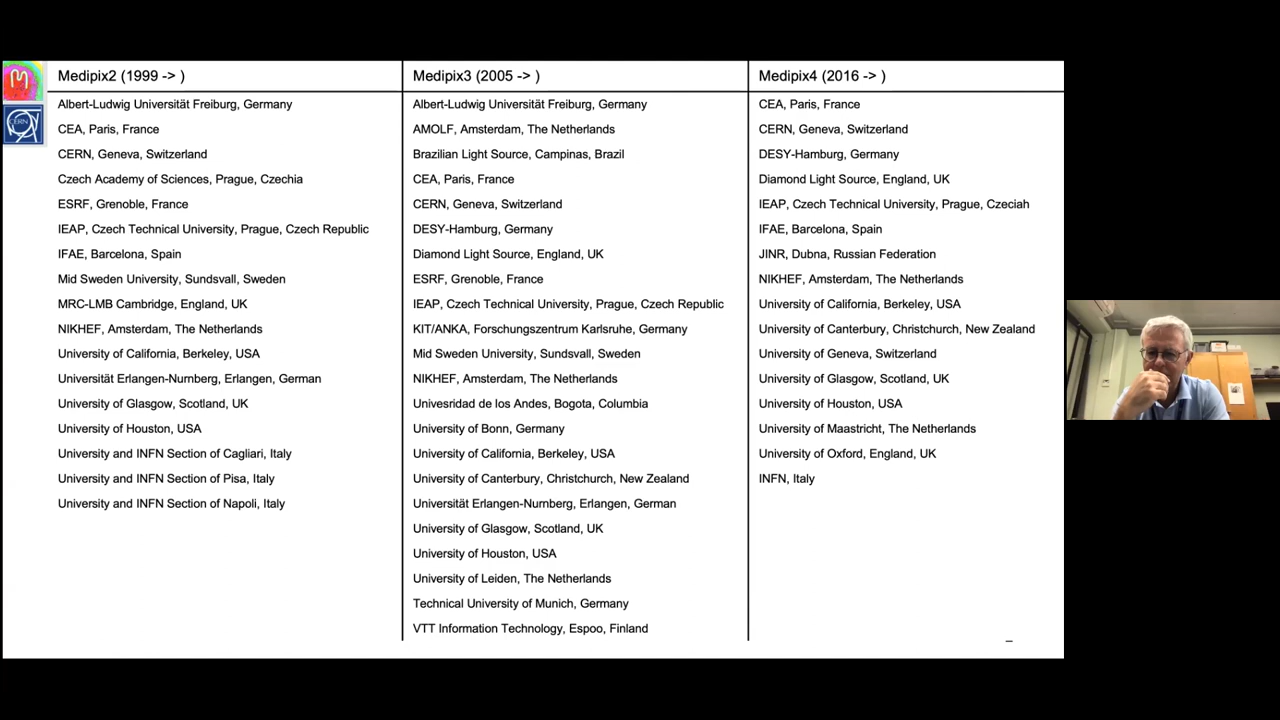 Medipix2 (1999 -> )
Albert-Ludwig Universität Freiburg, Germany
CEA, Paris, France
CERN, Geneva, Switzerland
Czech Academy of Sciences, Prague, Czechia
ESRF, Grenoble, France
IEAP, Czech Technical University, Prague, Czech Republic
IFAE, Barcelona, Spain
Mid Sweden University, Sundsvall, Sweden
MRC-LMB Cambridge, England, UK
NIKHEF, Amsterdam, The Netherlands
University of California, Berkeley, USA
Universität Erlangen-Nurnberg, Erlangen, German
University of Glasgow, Scotland, UK
University of Houston, USA
University and INFN Section of Cagliari, Italy
University and INFN Section of Pisa, Italy
University and INFN Section of Napoli, Italy
Medipix3 (2005 -> )
Albert-Ludwig Universität Freiburg, Germany
AMOLF, Amsterdam, The Netherlands
Brazilian Light Source, Campinas, Brazil
CEA, Paris, France
CERN, Geneva, Switzerland
DESY-Hamburg, Germany
Diamond Light Source, England, UK
ESRF, Grenoble, France
IEAP, Czech Technical University, Prague, Czech Republic
KIT/ANKA, Forschungszentrum Karlsruhe, Germany
Mid Sweden University, Sundsvall, Sweden
NIKHEF, Amsterdam, The Netherlands
Univesridad de los Andes, Bogota, Columbia
University of Bonn, Germany
University of California, Berkeley, USA
University of Canterbury, Christchurch, New Zealand
Universität Erlangen-Nurnberg, Erlangen, German
University of Glasgow, Scotland, UK
University of Houston, USA
University of Leiden, The Netherlands
Technical University of Munich, Germany
VTT Information Technology, Espoo, Finland
Medipix4 (2016 -> )
CEA, Paris, France
CERN, Geneva, Switzerland
DESY-Hamburg, Germany
Diamond Light Source, England, UK
IEAP, Czech Technical University, Prague, Czeciah
IFAE, Barcelona, Spain
JINR, Dubna, Russian Federation
NIKHEF, Amsterdam, The Netherlands
University of California, Berkeley, USA
University of Canterbury, Christchurch, New Zealand
University of Geneva, Switzerland
University of Glasgow, Scotland, UK
University of Houston, USA
University of Maastricht, The Netherlands
University of Oxford, England, UK
INFN, Italy
M
CERN